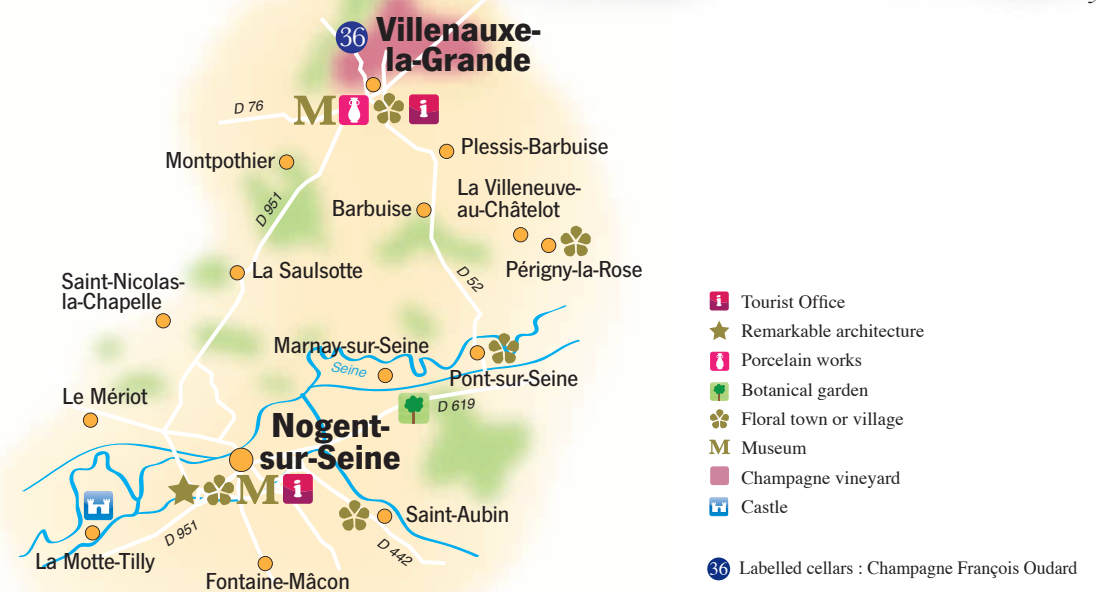 36
Villenauxe-
la-Grande
D 76
M
i
Montpothier
Plessis-Barbuise
La Villeneuve-
au-Châtelot
D 951
Barbuise
Périgny-la-Rose
La Saulsotte
D 52
Saint-Nicolas-
la-Chapelle
Marnay-sur-Seine
Seine
Pont-sur-Seine
Le Mériot
D 619
Nogent-
sur-Seine
M
i
Saint-Aubin
D 951
D 442
La Motte-Tilly
Fontaine-Mâcon
i Tourist Office
Remarkable architecture
Porcelain works
Botanical garden
Floral town or village
M Museum
Champagne vineyard
Castle
36 Labelled cellars : Champagne François Oudard